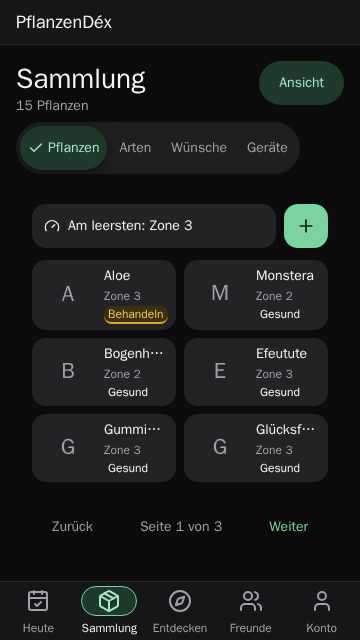 PflanzenDéx
Sammlung
15 Pflanzen
Ansicht
Pflanzen
Arten
Wünsche
Geräte
Am leersten: Zone 3
A
Aloe
Zone 3
Behandeln
M
Monstera
Zone 2
Gesund
B
Bogenh···
Zone 2
Gesund
E
Efeutute
Zone 3
Gesund
G
Gummi···
Zone 3
Gesund
G
Glücksf···
Zone 3
Gesund
Zurück
Seite 1 von 3
Weiter
Heute
Sammlung
Entdecken
Freunde
Konto